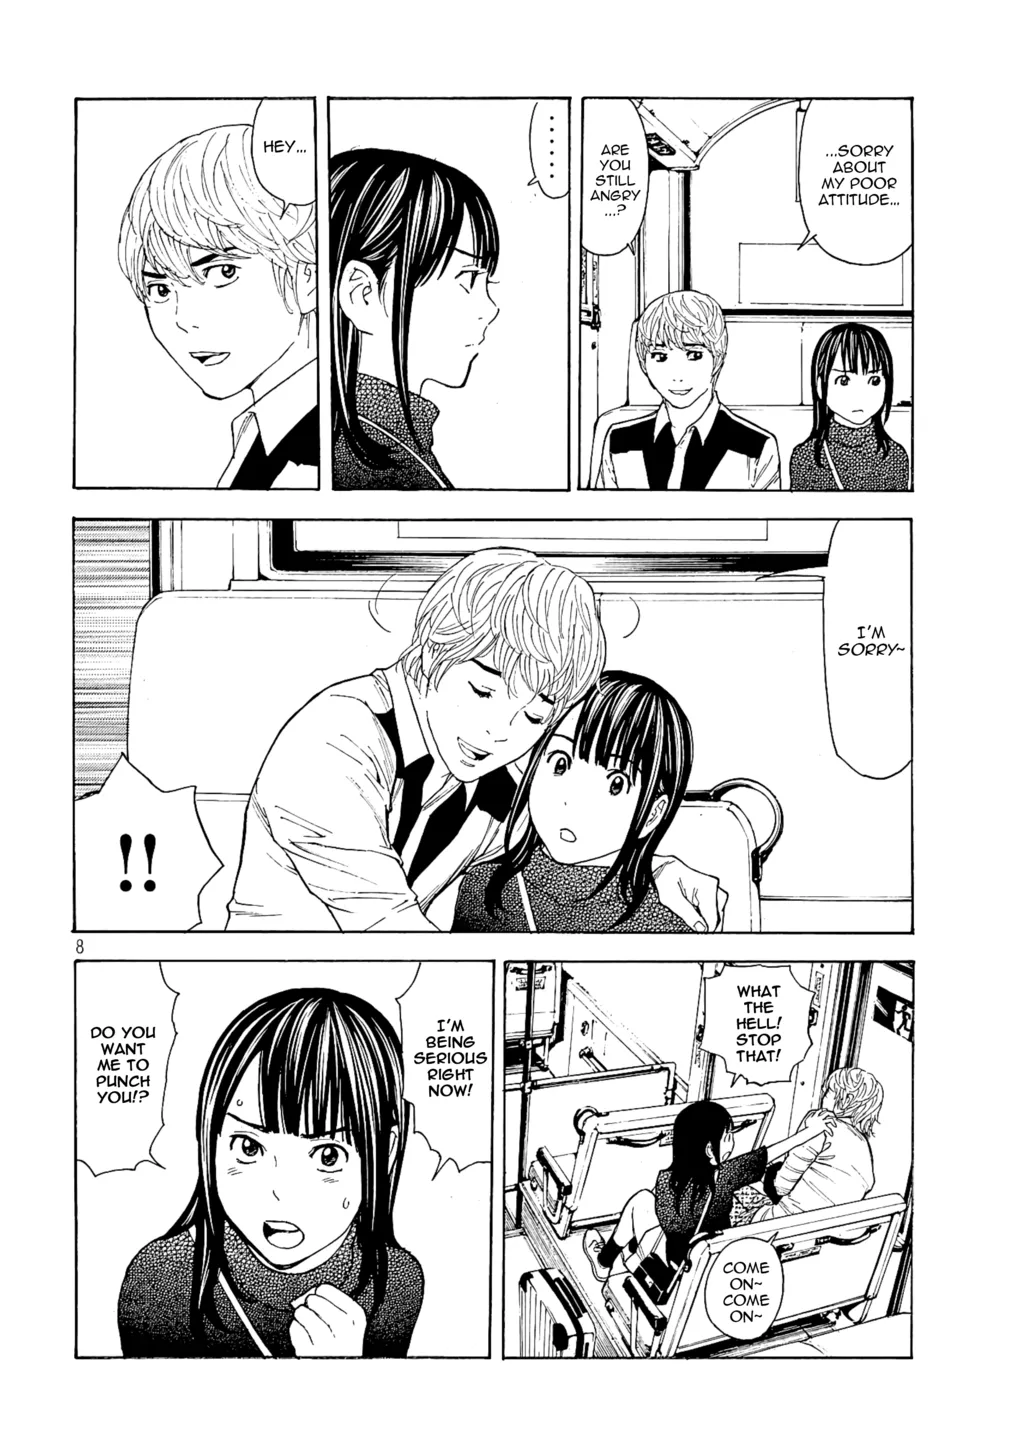 ...SORRY
ABOUT
MY POOR
ATTITUDE...
ARE
YOU
STILL
ANGRY
...?
......
HEY...
I'M
SORRY~
!!
8
WHAT
THE
HELL!
STOP
THAT!
COME
ON~
COME
ON~
I'M
BEING
SERIOUS
RIGHT
NOW!
DO YOU
WANT
ME TO
PUNCH
YOU!?